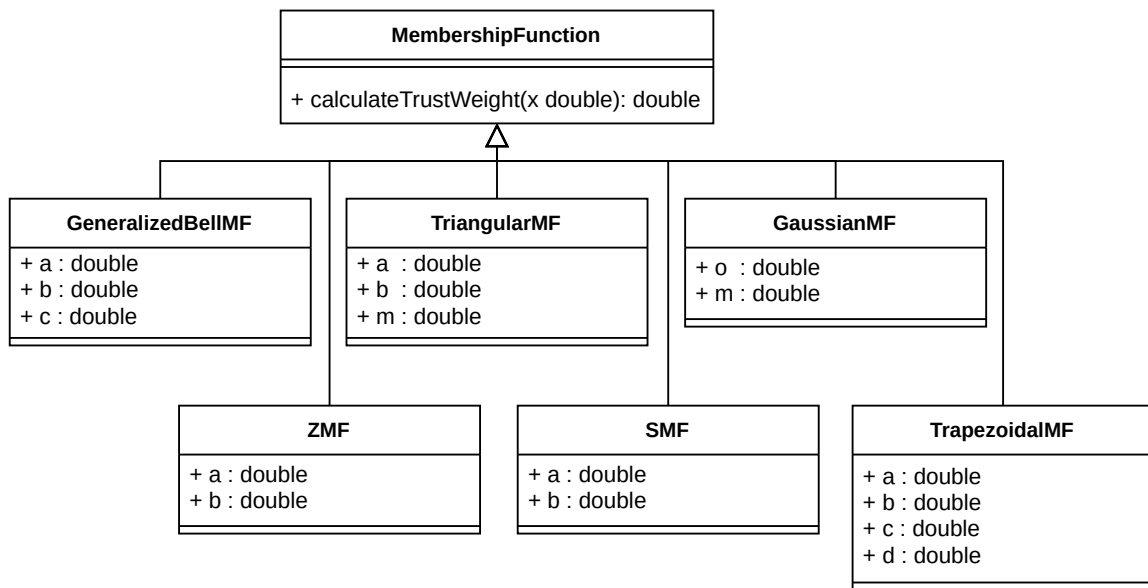 MembershipFunction
+ calculateTrustWeight(x double): double
GeneralizedBellMF
+ a : double
+ b : double
+ c : double
TriangularMF
+ a : double
+ b : double
+ m : double
GaussianMF
+ o : double
+ m : double
ZMF
+ a : double
+ b : double
SMF
+ a : double
+ b : double
TrapezoidalMF
+ a : double
+ b : double
+ c : double
+ d : double